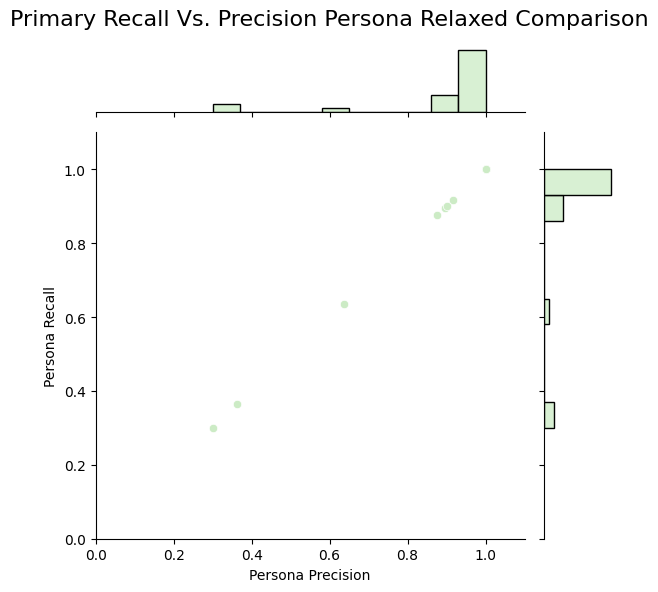 Primary Recall Vs. Precision Persona Relaxed Comparison
1.0
0.8
0.6
0.4
0.2
0.0
Persona Recall
0.0 0.2 0.4 0.6 0.8 1.0
Persona Precision